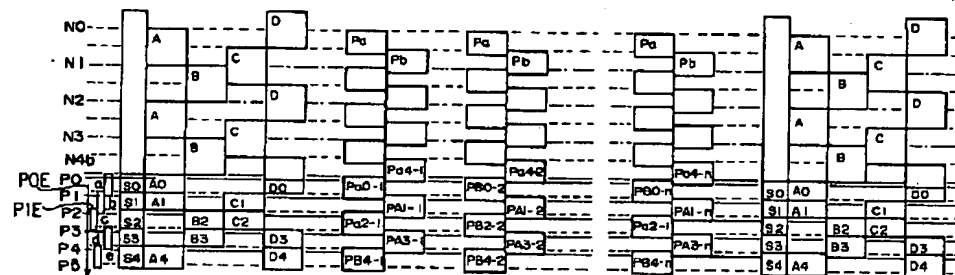 N0 D D
A Pa Pa Pa A
N1 C Pb Pb Pb C
B B
N2 D D
A A
N3 C C
B B
N4b Pa4-1 Pa4-2 Pa4-n
P0 a S0 A0 D0 Pa0-1 PB0-2 PB0-n S0 A0 D0
P0E P1 b S1 A1 C1 PA1-1 PA1-2 PA1-n S1 A1 C1
P1E P2 c S2 B2 C2 Pa2-1 PB2-2 Pa2-1 S2 B2 C2
P3 d S3 B3 D3 PA3-1 PA3-2 PA3-n S3 B3 D3
P4 e S4 A4 D4 PB4-1 PB4-2 PB4-n S4 A4 D4
P5